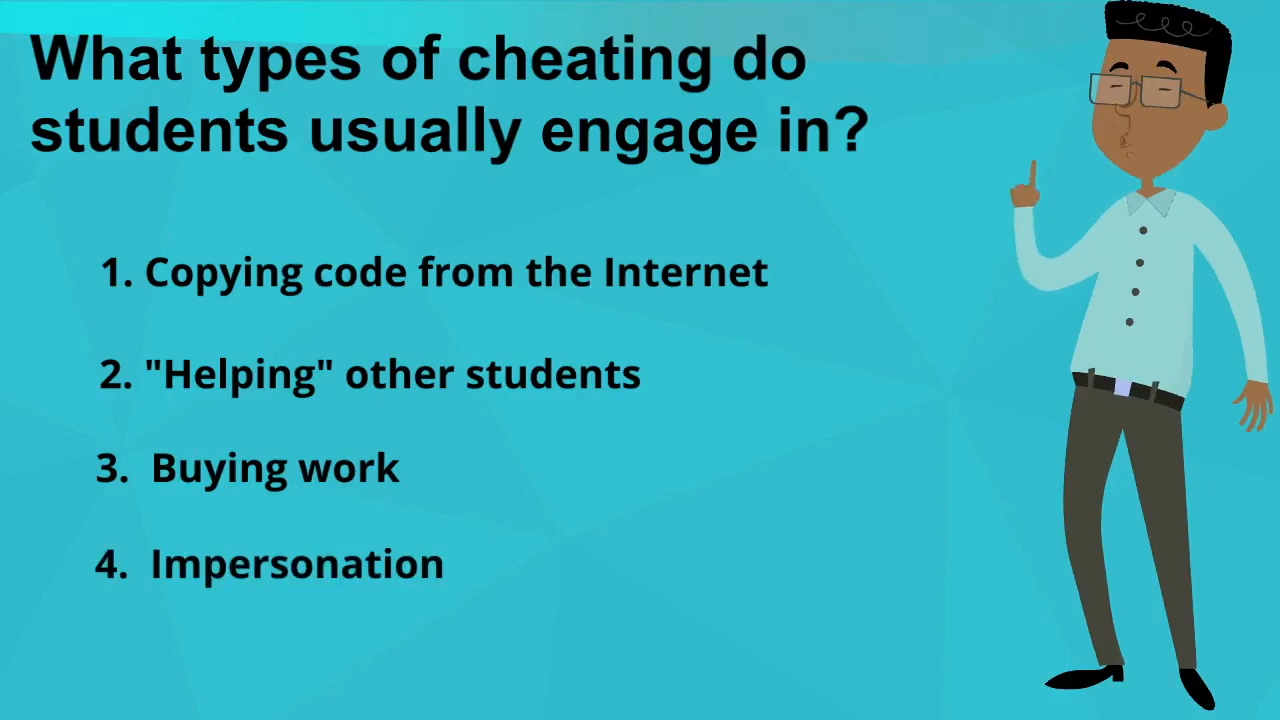 What types of cheating do
students usually engage in?
1. Copying code from the Internet
2. "Helping" other students
3. Buying work
4. Impersonation